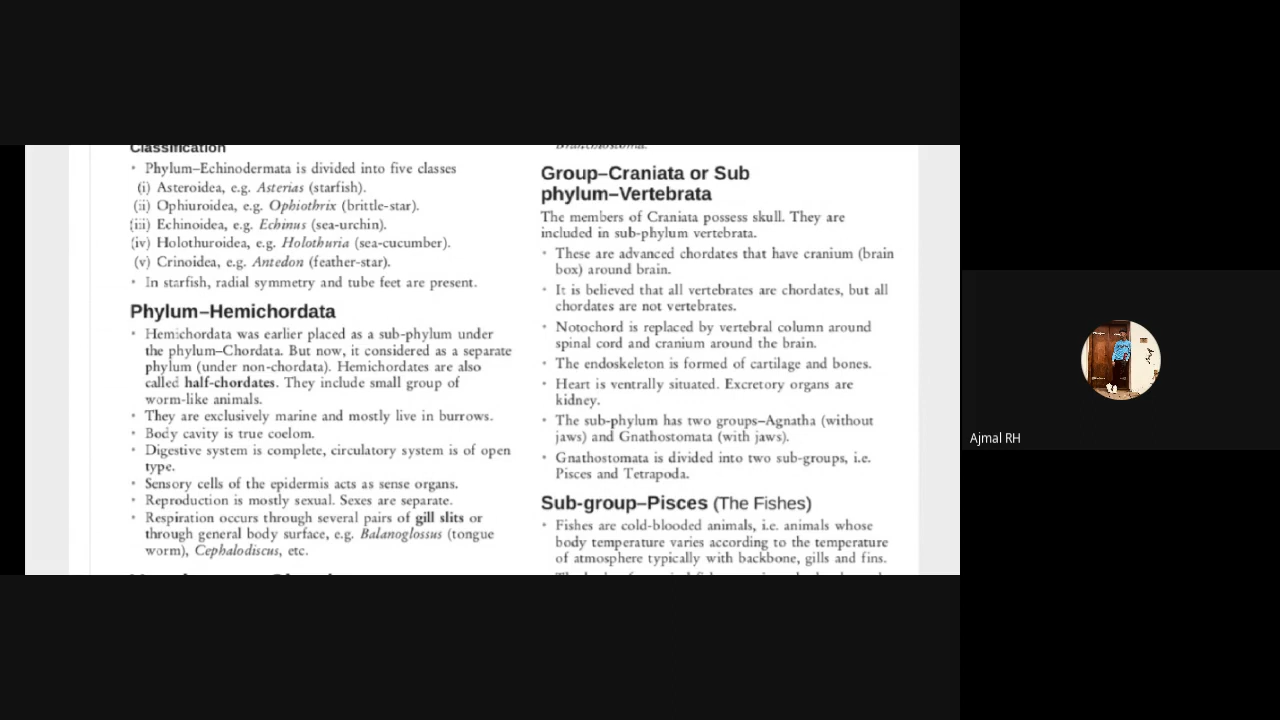 Classification
• Phylum–Echinodermata is divided into five classes
(i) Asteroidea, e.g. Asterias (starfish).
(ii) Ophiuroidea, e.g. Ophiothrix (brittle-star).
(iii) Echinoidea, e.g. Echinus (sea-urchin).
(iv) Holothuroidea, e.g. Holothuria (sea-cucumber).
(v) Crinoidea, e.g. Antedon (feather-star).
• In starfish, radial symmetry and tube feet are present.
Phylum–Hemichordata
• Hemichordata was earlier placed as a sub-phylum under
the phylum–Chordata. But now, it considered as a separate
phylum (under non-chordata). Hemichordates are also
called half-chordates. They include small group of
worm-like animals.
• They are exclusively marine and mostly live in burrows.
• Body cavity is true coelom.
• Digestive system is complete, circulatory system is of open
type.
• Sensory cells of the epidermis acts as sense organs.
• Reproduction is mostly sexual. Sexes are separate.
• Respiration occurs through several pairs of gill slits or
through general body surface, e.g. Balanoglossus (tongue
worm), Cephalodiscus, etc.
Branchiostoma.
Group–Craniata or Sub
phylum–Vertebrata
The members of Craniata possess skull. They are
included in sub-phylum vertebrata.
• These are advanced chordates that have cranium (brain
box) around brain.
• It is believed that all vertebrates are chordates, but all
chordates are not vertebrates.
• Notochord is replaced by vertebral column around
spinal cord and cranium around the brain.
• The endoskeleton is formed of cartilage and bones.
• Heart is ventrally situated. Excretory organs are
kidney.
• The sub-phylum has two groups–Agnatha (without
jaws) and Gnathostomata (with jaws).
• Gnathostomata is divided into two sub-groups, i.e.
Pisces and Tetrapoda.
Sub-group–Pisces (The Fishes)
• Fishes are cold-blooded animals, i.e. animals whose
body temperature varies according to the temperature
of atmosphere typically with backbone, gills and fins.
Ajmal RH